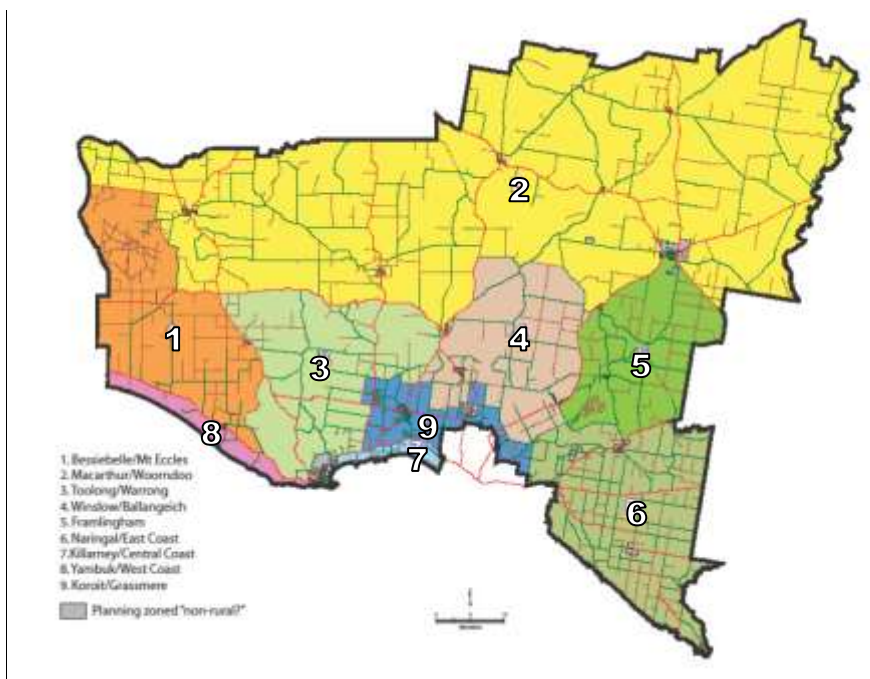 2
1
3
4
5
9
8
7
6
1. Bessiebelle/Mt Eccles
2. Macarthur/Woorndoo
3. Toolong/Warrong
4. Winslow/Ballangeich
5. Framlingham
6. Naringal/East Coast
7.Killarney/Central Coast
8. Yambuk/West Coast
9. Koroit/Grassmere
Planning zoned "non-rural?"